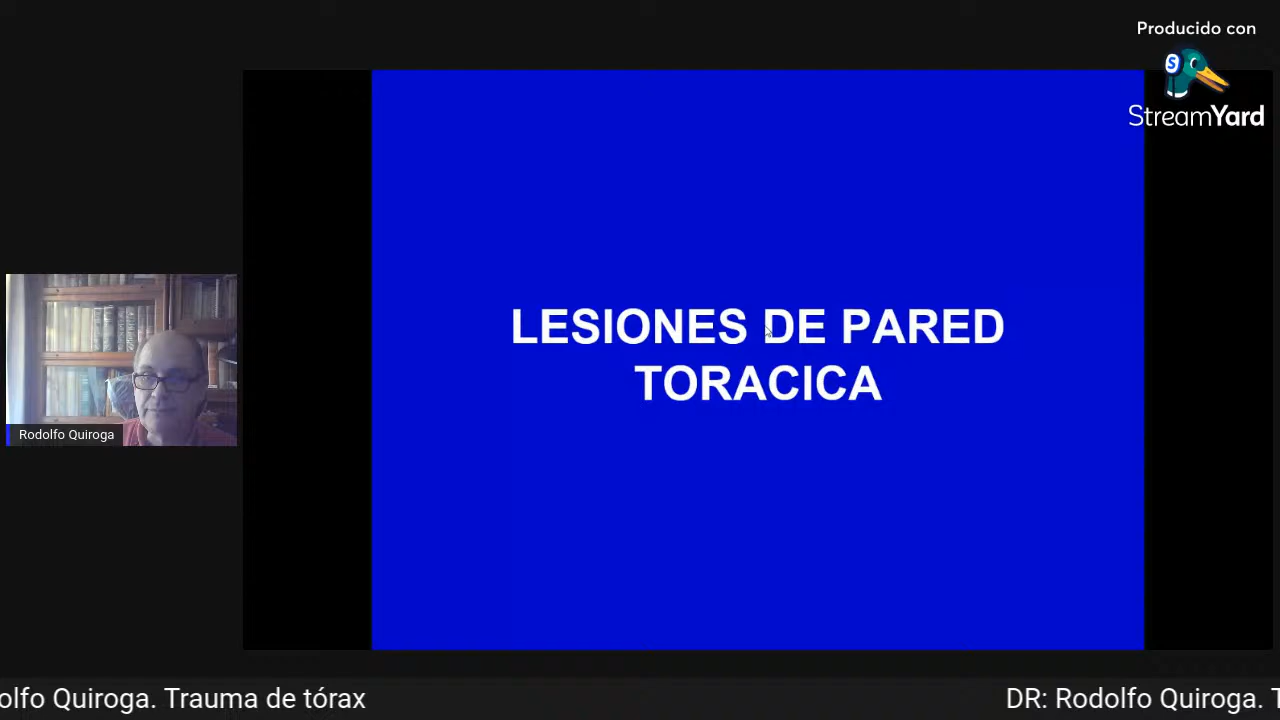 Producido con
S
StreamYard
LESIONES DE PARED
TORACICA
Rodolfo Quiroga
olfo Quiroga. Trauma de tórax
DR: Rodolfo Quiroga. T